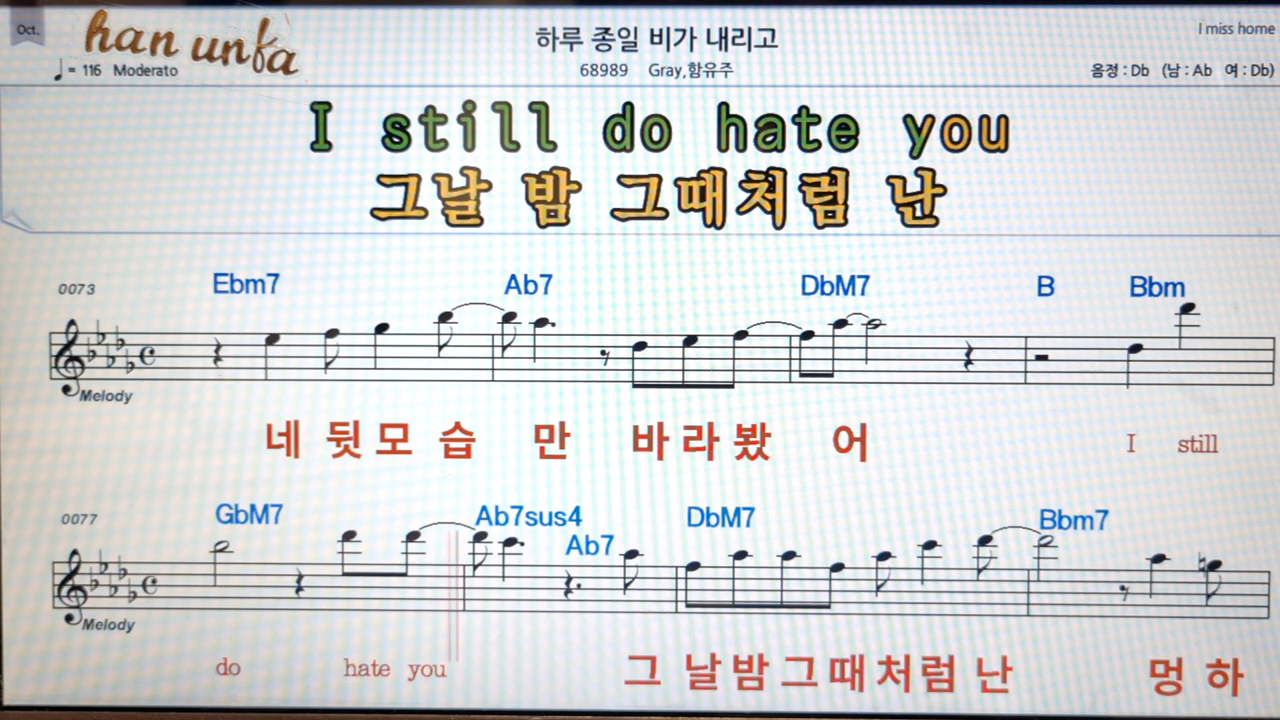 Oct.
han unfa
하루 종일 비가 내리고
I miss home
♩ = 116 Moderato
68989 Gray,함유주
음정 : Db (남 : Ab 여 : Db)
I still do hate you
그날 밤 그때처럼 난
0073
Ebm7 Ab7 DbM7 B Bbm
Melody
네 뒷 모 습 만 바 라 봤 어 I still
0077
GbM7 Ab7sus4 Ab7 DbM7 Bbm7
Melody
do hate you 그 날 밤 그 때 처 럼 난 멍 하